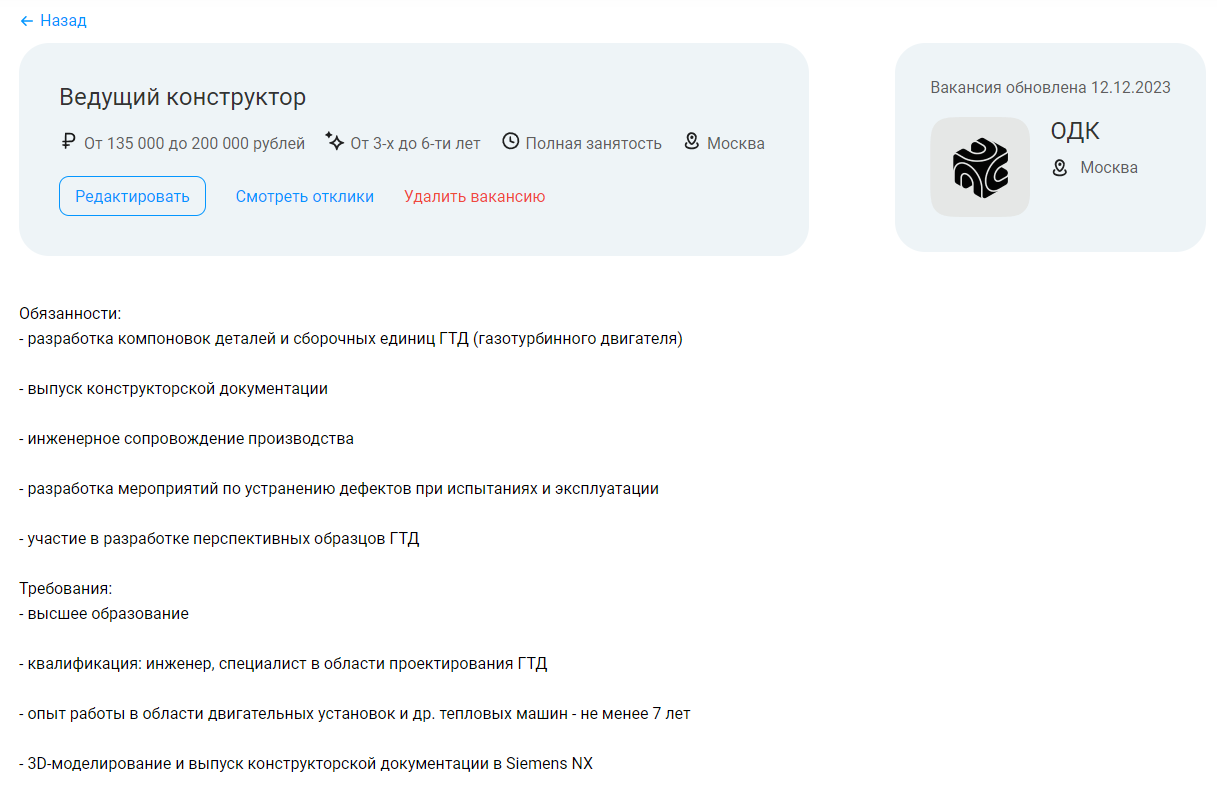 ← Назад
Ведущий конструктор
₽ От 135 000 до 200 000 рублей От 3-х до 6-ти лет Полная занятость Москва
Редактировать Смотреть отклики Удалить вакансию
Вакансия обновлена 12.12.2023
ОДК
Москва
Обязанности:
- разработка компоновок деталей и сборочных единиц ГТД (газотурбинного двигателя)
- выпуск конструкторской документации
- инженерное сопровождение производства
- разработка мероприятий по устранению дефектов при испытаниях и эксплуатации
- участие в разработке перспективных образцов ГТД
Требования:
- высшее образование
- квалификация: инженер, специалист в области проектирования ГТД
- опыт работы в области двигательных установок и др. тепловых машин - не менее 7 лет
- 3D-моделирование и выпуск конструкторской документации в Siemens NX